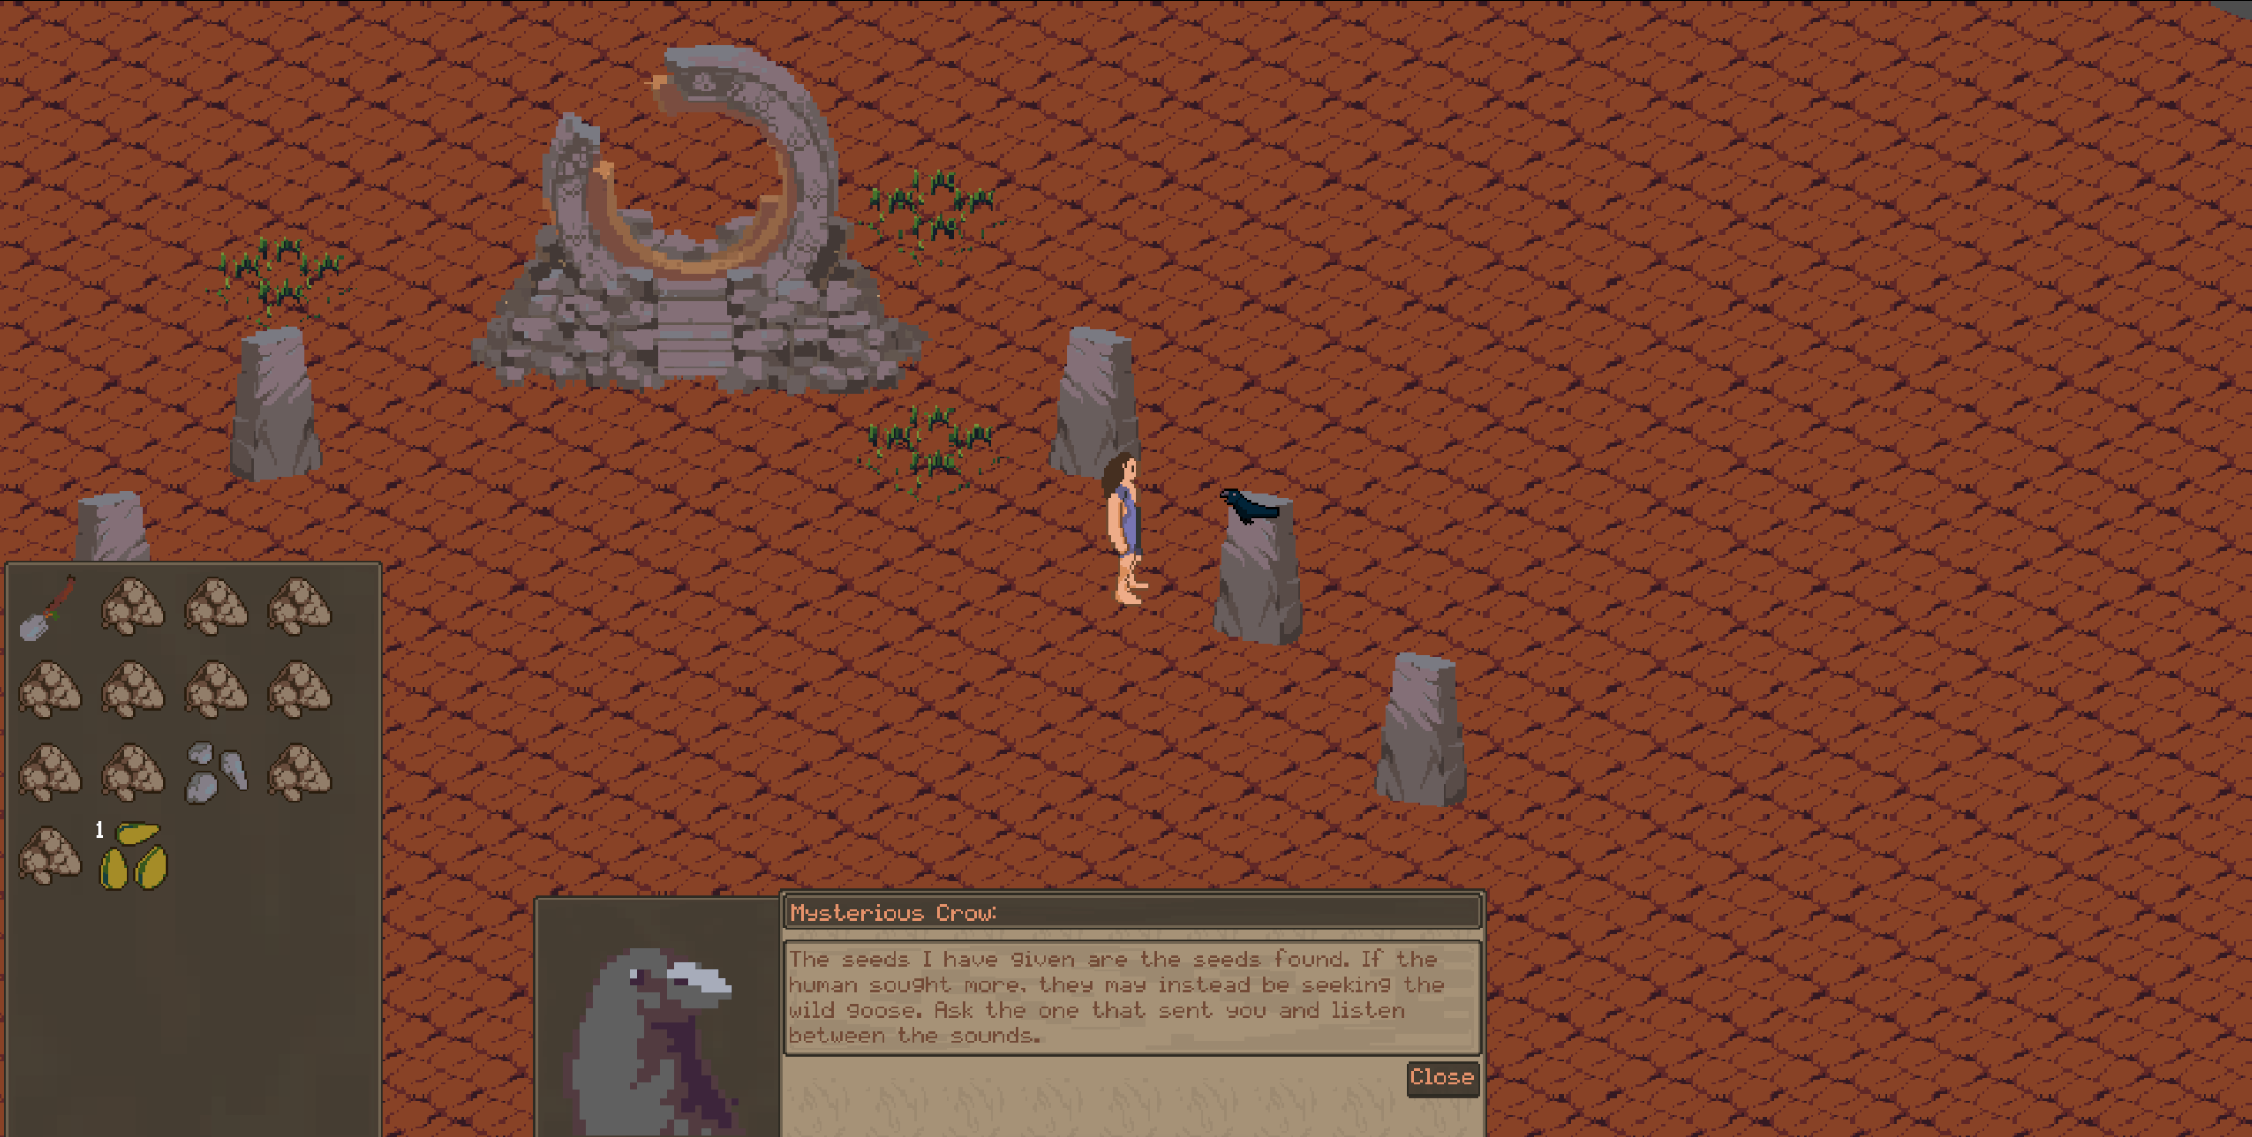 1
Mysterious Crow:
The seeds I have given are the seeds found. If the
human sought more, they may instead be seeking the
wild goose. Ask the one that sent you and listen
between the sounds.
Close